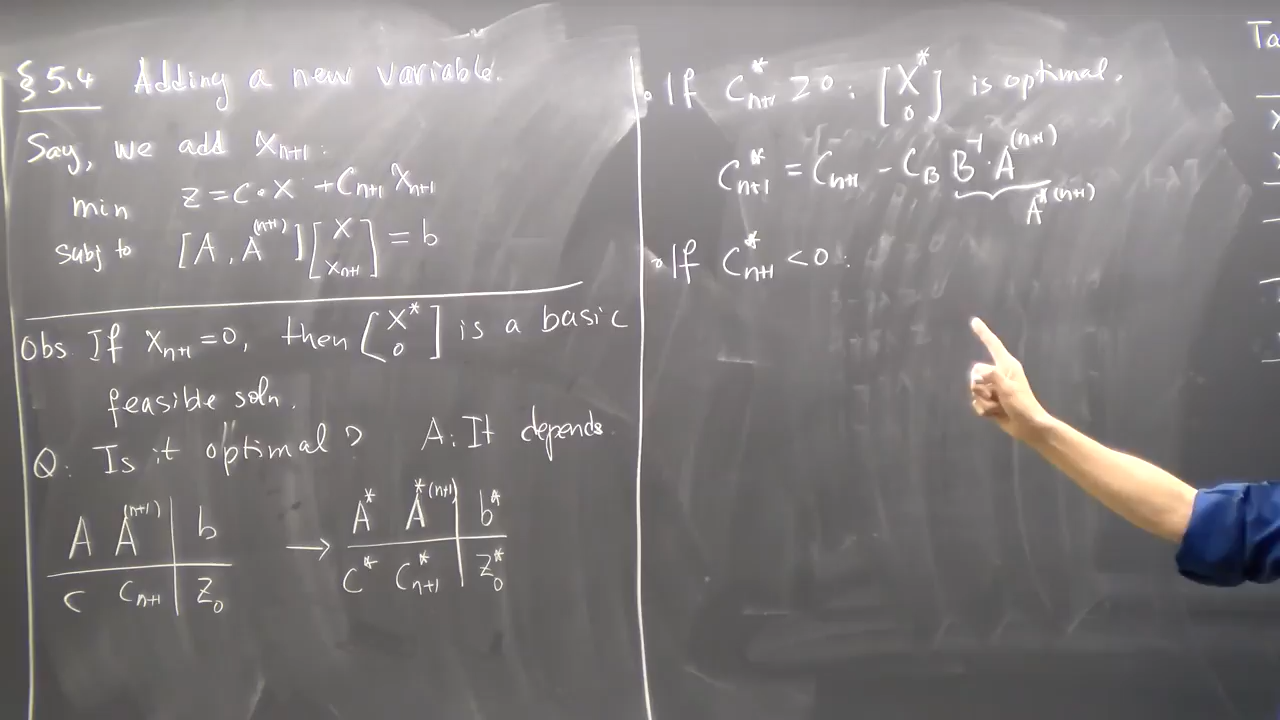 §5.4 Adding a new variable.
Say, we add Xₙ₊₁:
min z = C·X + Cₙ₊₁ Xₙ₊₁
subj to [A, A⁽ⁿ⁺¹⁾] [X Xₙ₊₁] = b
Obs. If Xₙ₊₁ = 0, then [X* 0] is a basic
feasible soln.
Q: Is it optimal? A: It depends.
A A⁽ⁿ⁺¹⁾ | b → A* A*⁽ⁿ⁺¹⁾ | b*
C Cₙ₊₁ | Z₀ C* C*ₙ₊₁ | Z₀*
◦ If C*ₙ₊₁ ≥ 0: [X* 0] is optimal.
C*ₙ₊₁ = Cₙ₊₁ - C_B B⁻¹·A⁽ⁿ⁺¹⁾
A*⁽ⁿ⁺¹⁾
◦ If C*ₙ₊₁ < 0:
Ta